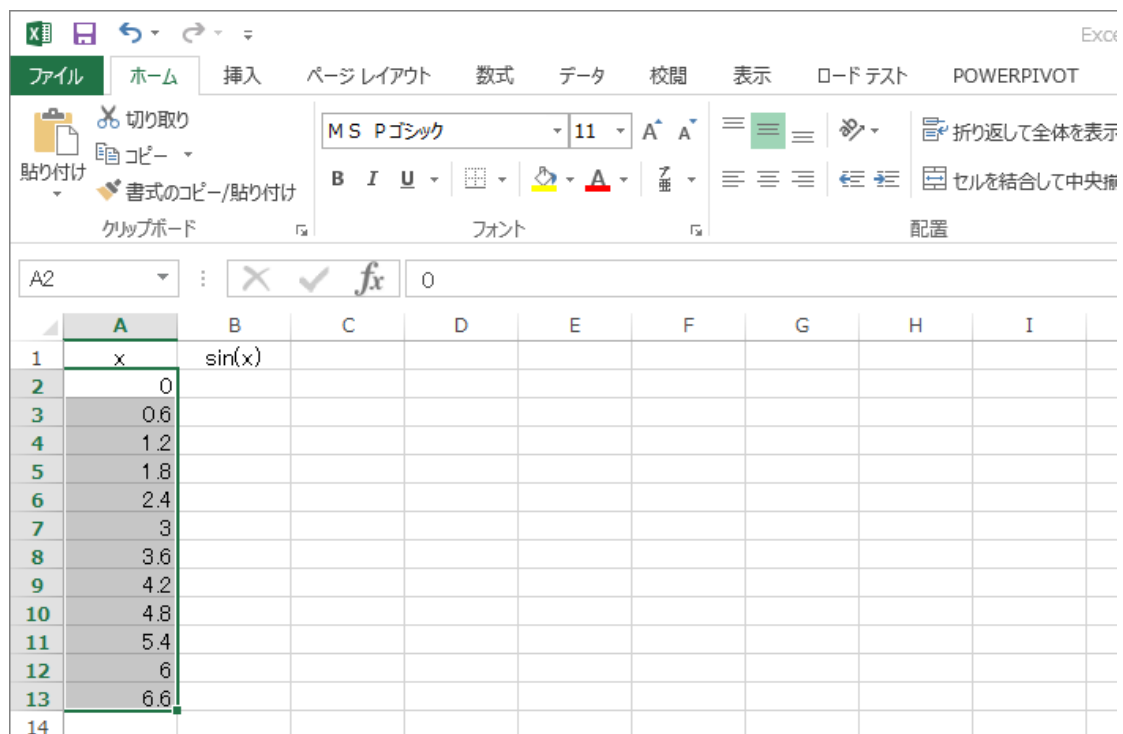 Exce
ファイル ホーム 挿入 ページ レイアウト 数式 データ 校閲 表示 ロード テスト POWERPIVOT
貼り付け
切り取り
コピー
書式のコピー/貼り付け
クリップボード
ＭＳ Ｐゴシック 11 A A
B I U A ア 亜
フォント
折り返して全体を表示
セルを結合して中央揃
配置
A2 fx 0
A B C D E F G H I
1 x sin(x)
2 0
3 0.6
4 1.2
5 1.8
6 2.4
7 3
8 3.6
9 4.2
10 4.8
11 5.4
12 6
13 6.6
14